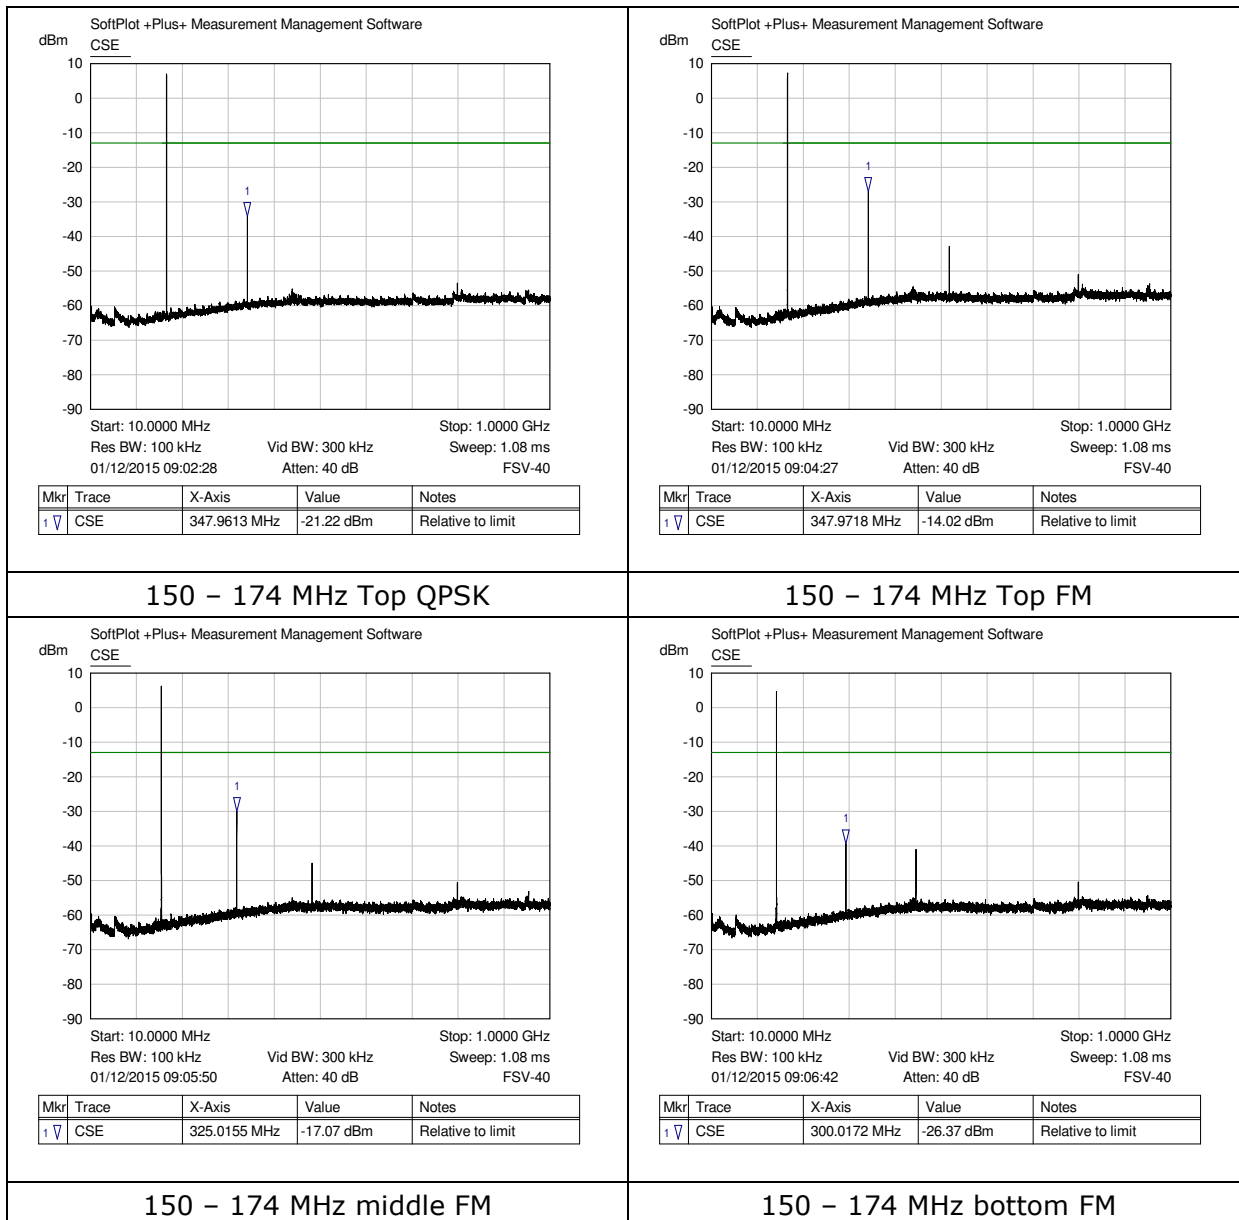 SoftPlot +Plus+ Measurement Management Software
dBm
CSE
10
0
-10
-20
-30
-40
-50
-60
-70
-80
-90
1
Start: 10.0000 MHz Stop: 1.0000 GHz
Res BW: 100 kHz Vid BW: 300 kHz Sweep: 1.08 ms
01/12/2015 09:02:28 Atten: 40 dB FSV-40
Mkr Trace X-Axis Value Notes
1 CSE 347.9613 MHz -21.22 dBm Relative to limit
150 – 174 MHz Top QPSK
SoftPlot +Plus+ Measurement Management Software
dBm
CSE
10
0
-10
-20
-30
-40
-50
-60
-70
-80
-90
1
Start: 10.0000 MHz Stop: 1.0000 GHz
Res BW: 100 kHz Vid BW: 300 kHz Sweep: 1.08 ms
01/12/2015 09:04:27 Atten: 40 dB FSV-40
Mkr Trace X-Axis Value Notes
1 CSE 347.9718 MHz -14.02 dBm Relative to limit
150 – 174 MHz Top FM
SoftPlot +Plus+ Measurement Management Software
dBm
CSE
10
0
-10
-20
-30
-40
-50
-60
-70
-80
-90
1
Start: 10.0000 MHz Stop: 1.0000 GHz
Res BW: 100 kHz Vid BW: 300 kHz Sweep: 1.08 ms
01/12/2015 09:05:50 Atten: 40 dB FSV-40
Mkr Trace X-Axis Value Notes
1 CSE 325.0155 MHz -17.07 dBm Relative to limit
150 – 174 MHz middle FM
SoftPlot +Plus+ Measurement Management Software
dBm
CSE
10
0
-10
-20
-30
-40
-50
-60
-70
-80
-90
1
Start: 10.0000 MHz Stop: 1.0000 GHz
Res BW: 100 kHz Vid BW: 300 kHz Sweep: 1.08 ms
01/12/2015 09:06:42 Atten: 40 dB FSV-40
Mkr Trace X-Axis Value Notes
1 CSE 300.0172 MHz -26.37 dBm Relative to limit
150 – 174 MHz bottom FM